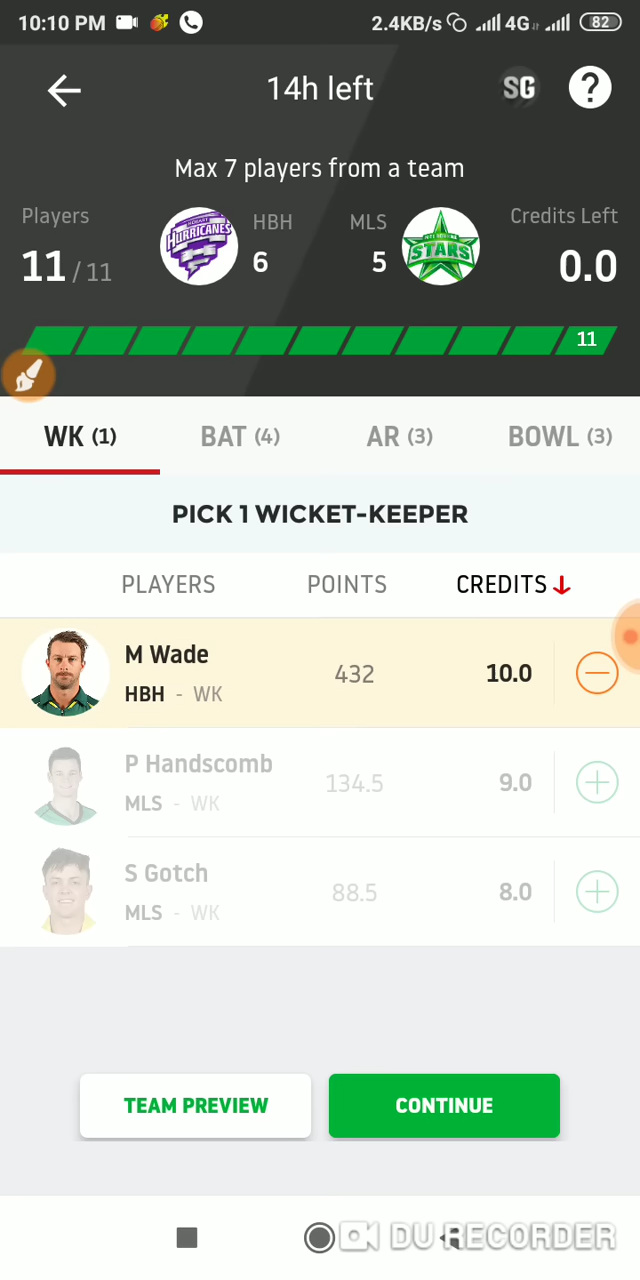 10:10 PM 2.4KB/s 4G 82
14h left SG ?
Max 7 players from a team
Players HBH MLS Credits Left
11 / 11 HURRICANES 6 5 STARS 0.0
11
WK (1) BAT (4) AR (3) BOWL (3)
PICK 1 WICKET-KEEPER
PLAYERS POINTS CREDITS
M Wade 432 10.0
HBH - WK
P Handscomb 134.5 9.0
MLS - WK
S Gotch 88.5 8.0
MLS - WK
TEAM PREVIEW CONTINUE
DU RECORDER